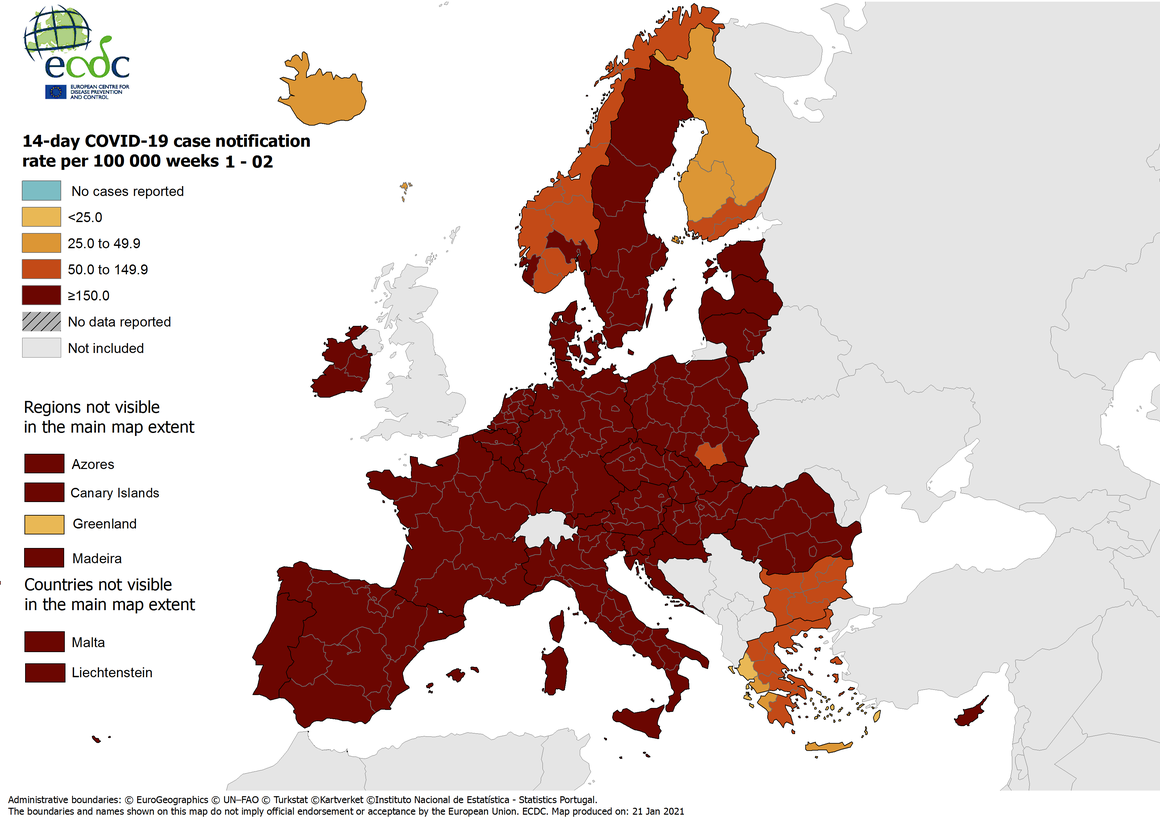 ecdc
EUROPEAN CENTRE FOR
DISEASE PREVENTION
AND CONTROL
14-day COVID-19 case notification
rate per 100 000 weeks 1 - 02
No cases reported
<25.0
25.0 to 49.9
50.0 to 149.9
≥150.0
No data reported
Not included
Regions not visible
in the main map extent
Azores
Canary Islands
Greenland
Madeira
Countries not visible
in the main map extent
Malta
Liechtenstein
Administrative boundaries: © EuroGeographics © UN–FAO © Turkstat ©Kartverket ©Instituto Nacional de Estatística - Statistics Portugal.
The boundaries and names shown on this map do not imply official endorsement or acceptance by the European Union. ECDC. Map produced on: 21 Jan 2021